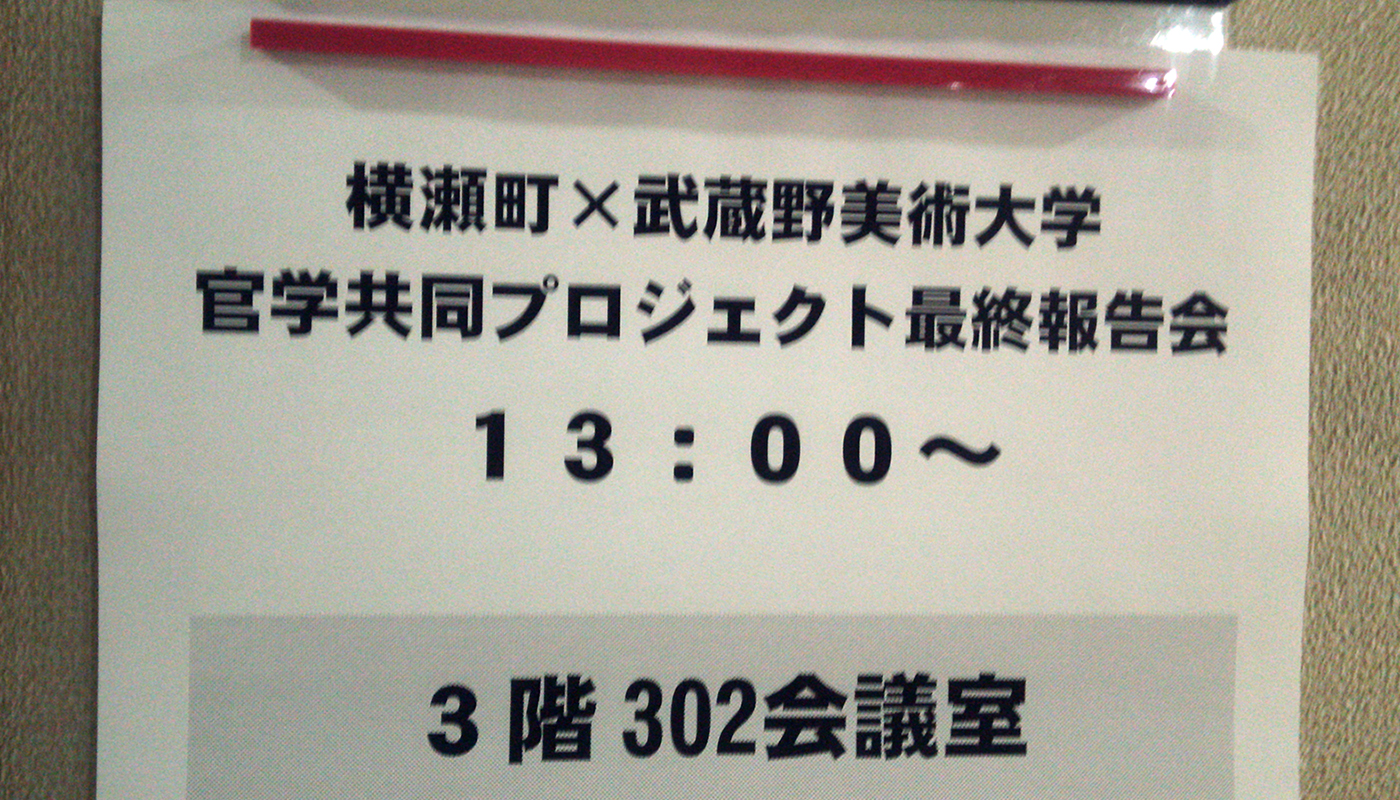 横瀬町×武蔵野美術大学
官学共同プロジェクト最終報告会
１３：００～
３階 302会議室